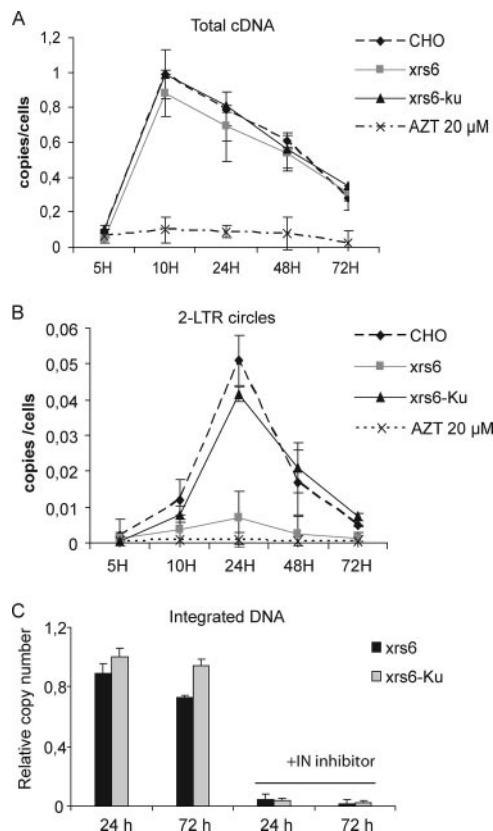 A
Total cDNA
copies/cells
1,2
1
0,8
0,6
0,4
0,2
0
5H 10H 24H 48H 72H
CHO
xrs6
xrs6-ku
AZT 20 µM
B
2-LTR circles
copies /cells
0,06
0,05
0,04
0,03
0,02
0,01
0
5H 10H 24H 48H 72H
CHO
xrs6
xrs6-Ku
AZT 20 µM
C
Integrated DNA
Relative copy number
1,2
0,8
0,4
0
24 h 72 h 24 h 72 h
+IN inhibitor
xrs6
xrs6-Ku